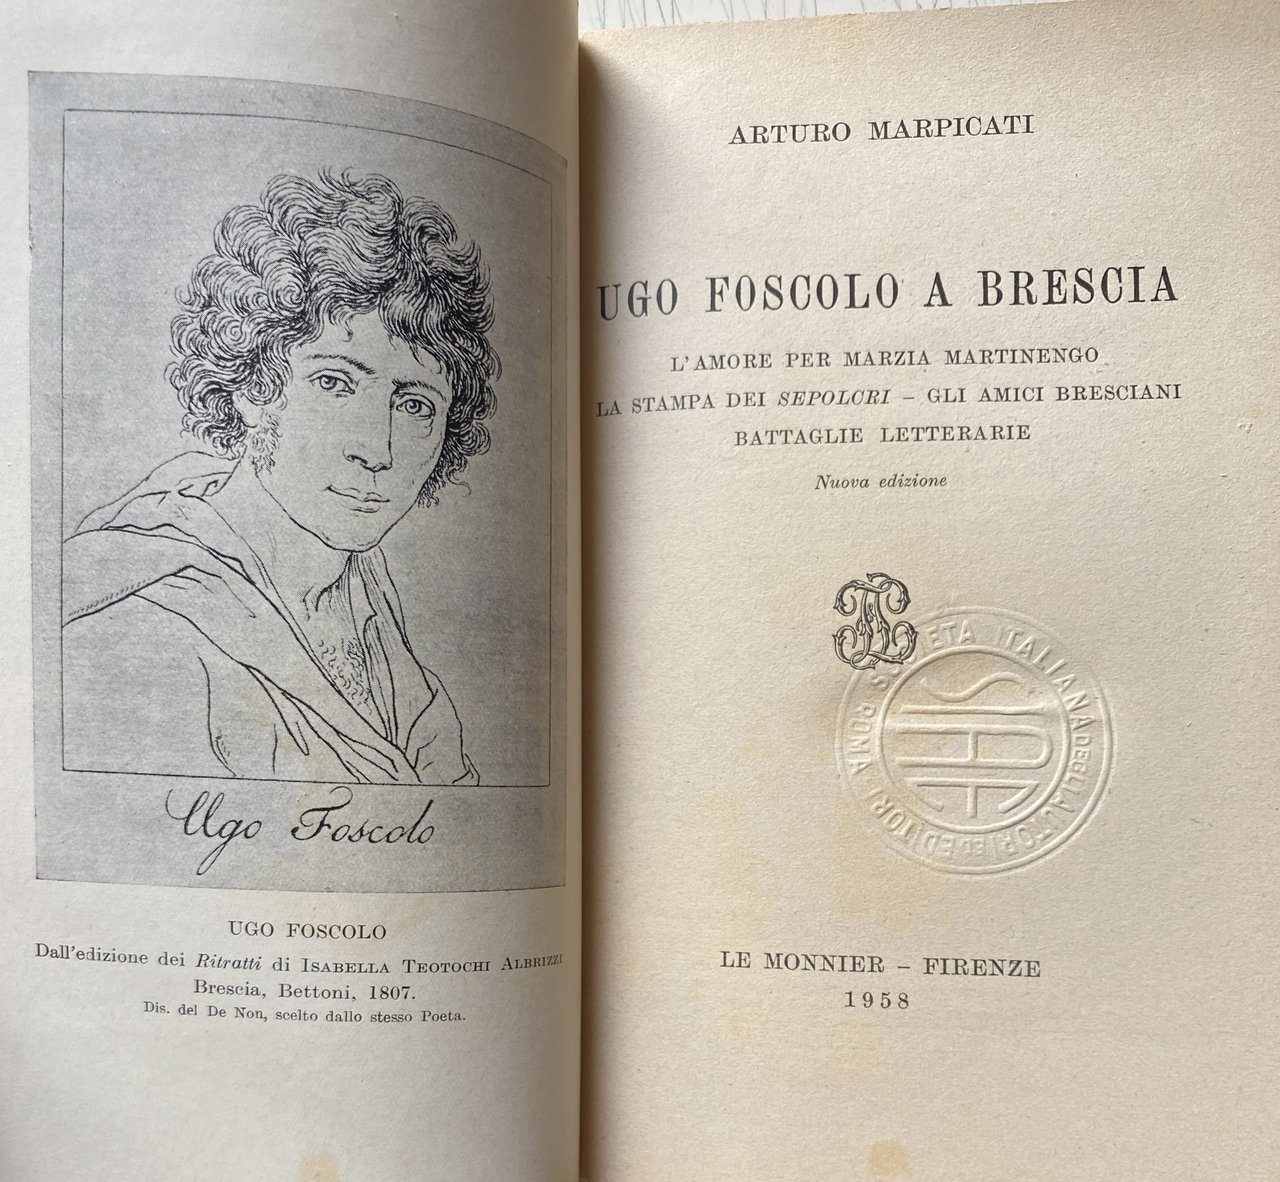 Ugo Foscolo
UGO FOSCOLO
Dall'edizione dei Ritratti di ISABELLA TEOTOCHI ALBRIZZI
Brescia, Bettoni, 1807.
Dis. del De Non, scelto dallo stesso Poeta.
ARTURO MARPICATI
UGO FOSCOLO A BRESCIA
L'AMORE PER MARZIA MARTINENGO
LA STAMPA DEI SEPOLCRI – GLI AMICI BRESCIANI
BATTAGLIE LETTERARIE
Nuova edizione
SOCIETA ITALIANA DEGLI AUTORI ED EDITORI
ROMA
SIAE
LE MONNIER – FIRENZE
1958